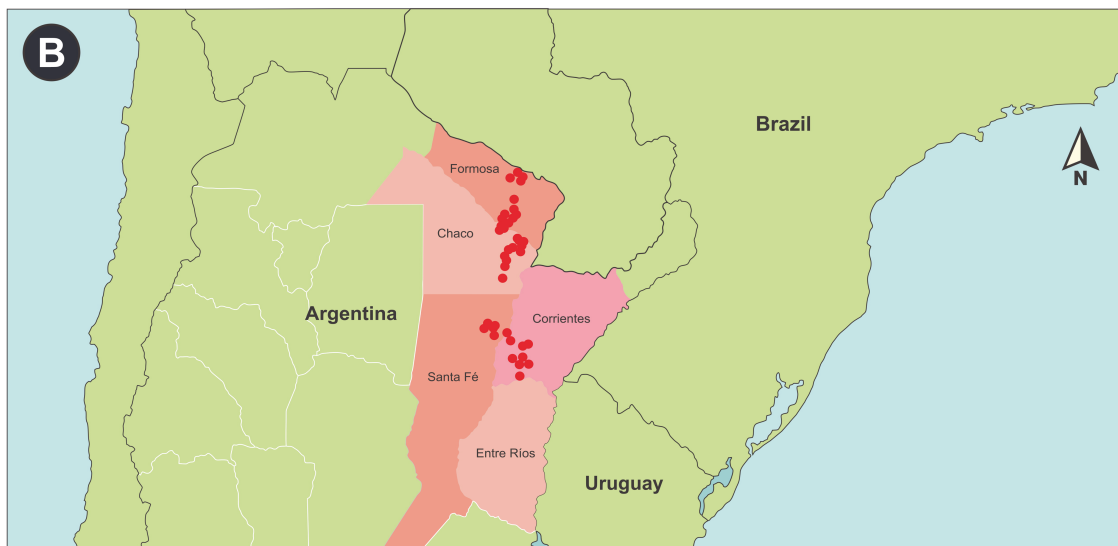 B
Brazil
N
Formosa
Chaco
Argentina
Corrientes
Santa Fé
Entre Ríos
Uruguay